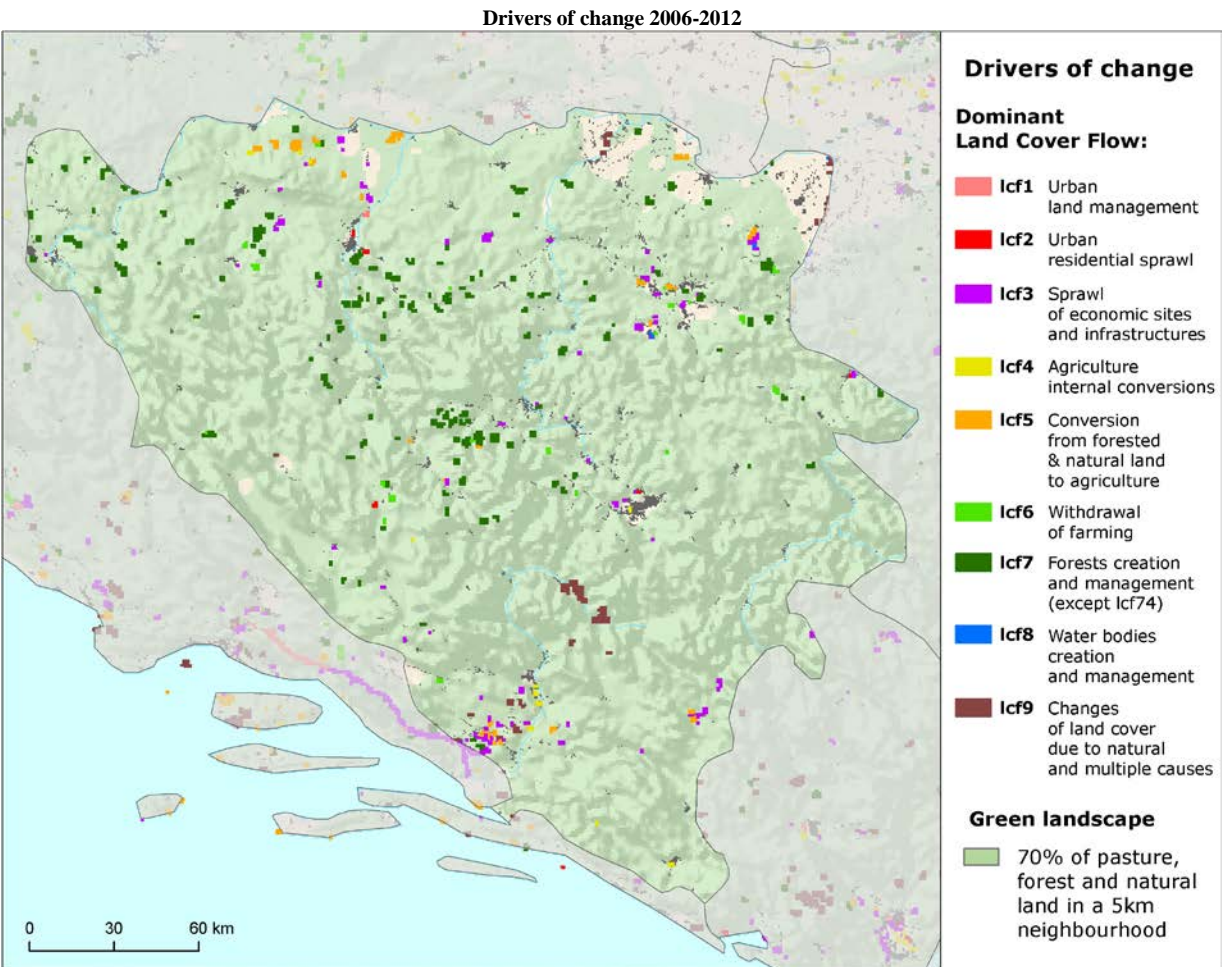 Drivers of change 2006-2012
Drivers of change
Dominant
Land Cover Flow:
lcf1 Urban
land management
lcf2 Urban
residential sprawl
lcf3 Sprawl
of economic sites
and infrastructures
lcf4 Agriculture
internal conversions
lcf5 Conversion
from forested
& natural land
to agriculture
lcf6 Withdrawal
of farming
lcf7 Forests creation
and management
(except lcf74)
lcf8 Water bodies
creation
and management
lcf9 Changes
of land cover
due to natural
and multiple causes
Green landscape
70% of pasture,
forest and natural
land in a 5km
neighbourhood
0 30 60 km